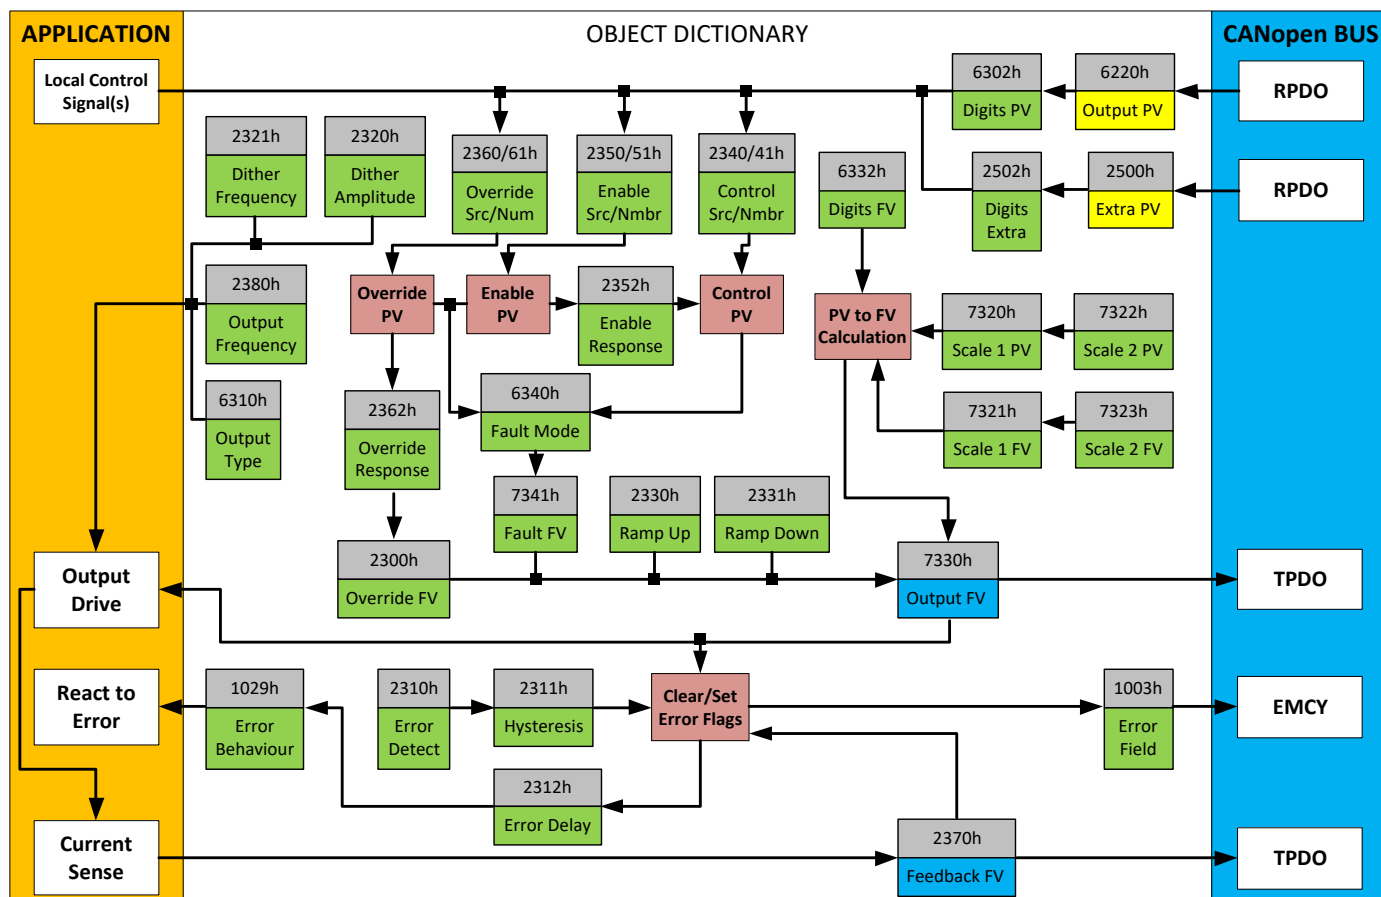 APPLICATION
OBJECT DICTIONARY
CANopen BUS
Local Control
Signal(s)
6302h
Digits PV
6220h
Output PV
RPDO
2321h
Dither
Frequency
2320h
Dither
Amplitude
2360/61h
Override
Src/Num
2350/51h
Enable
Src/Nmbr
2340/41h
Control
Src/Nmbr
6332h
Digits FV
2502h
Digits
Extra
2500h
Extra PV
RPDO
2380h
Output
Frequency
Override
PV
Enable
PV
2352h
Enable
Response
Control
PV
PV to FV
Calculation
7320h
Scale 1 PV
7322h
Scale 2 PV
6310h
Output
Type
2362h
Override
Response
6340h
Fault Mode
7321h
Scale 1 FV
7323h
Scale 2 FV
7341h
Fault FV
2330h
Ramp Up
2331h
Ramp Down
Output
Drive
2300h
Override FV
7330h
Output FV
TPDO
React to
Error
1029h
Error
Behaviour
2310h
Error
Detect
2311h
Hysteresis
Clear/Set
Error Flags
1003h
Error
Field
EMCY
2312h
Error Delay
Current
Sense
2370h
Feedback FV
TPDO